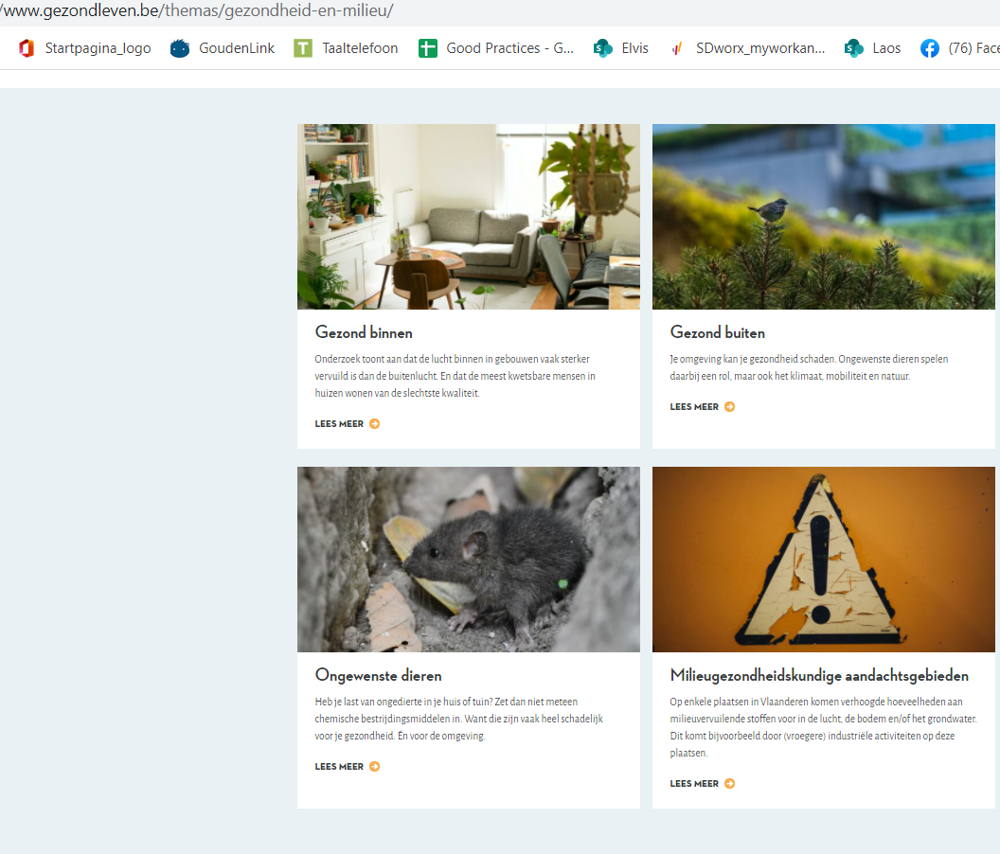 /www.gezondleven.be/themas/gezondheid-en-milieu/
Startpagina_logo GoudenLink T Taaltelefoon Good Practices - G... S Elvis SDworx_myworkan... S Laos (76) Face
Gezond binnen
Onderzoek toont aan dat de lucht binnen in gebouwen vaak sterker
vervuild is dan de buitenlucht. En dat de meest kwetsbare mensen in
huizen wonen van de slechtste kwaliteit.
LEES MEER
Gezond buiten
Je omgeving kan je gezondheid schaden. Ongewenste dieren spelen
daarbij een rol, maar ook het klimaat, mobiliteit en natuur.
LEES MEER
Ongewenste dieren
Heb je last van ongedierte in je huis of tuin? Zet dan niet meteen
chemische bestrijdingsmiddelen in. Want die zijn vaak heel schadelijk
voor je gezondheid. Én voor de omgeving.
LEES MEER
Milieugezondheidskundige aandachtsgebieden
Op enkele plaatsen in Vlaanderen komen verhoogde hoeveelheden aan
milieuvervuilende stoffen voor in de lucht, de bodem en/of het grondwater.
Dit komt bijvoorbeeld door (vroegere) industriële activiteiten op deze
plaatsen.
LEES MEER